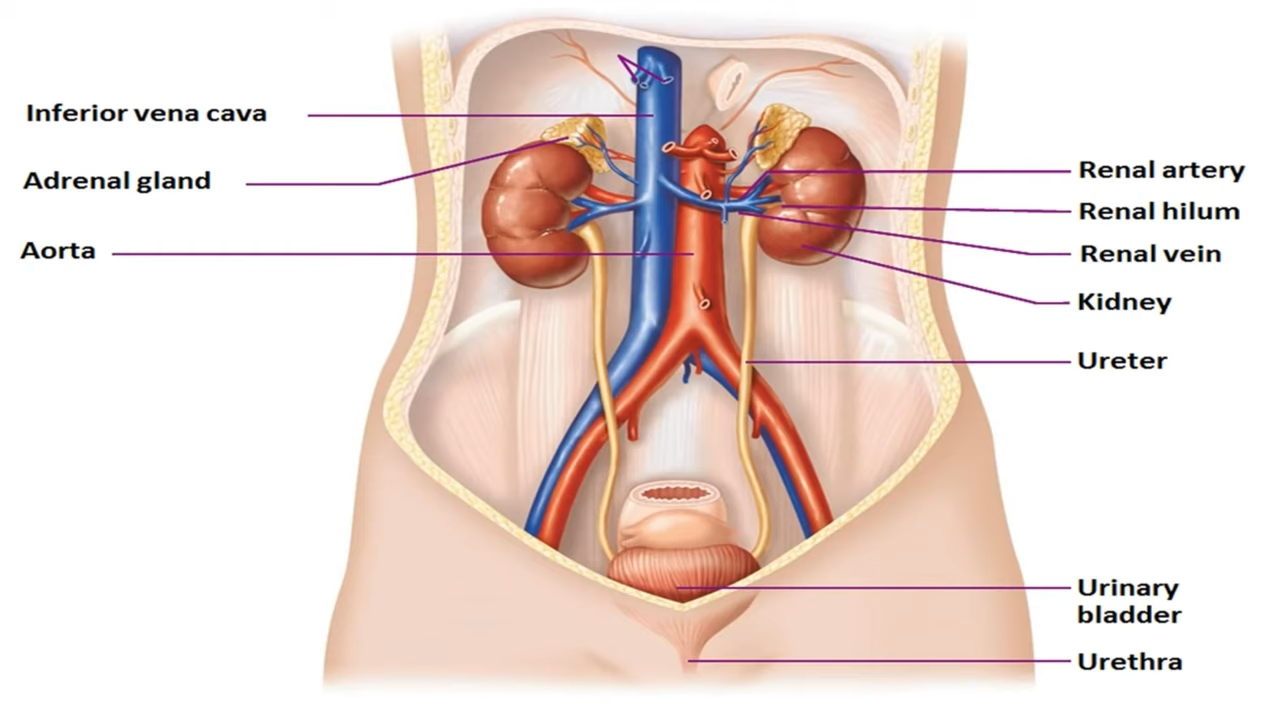 Inferior vena cava
Adrenal gland
Aorta
Renal artery
Renal hilum
Renal vein
Kidney
Ureter
Urinary
bladder
Urethra